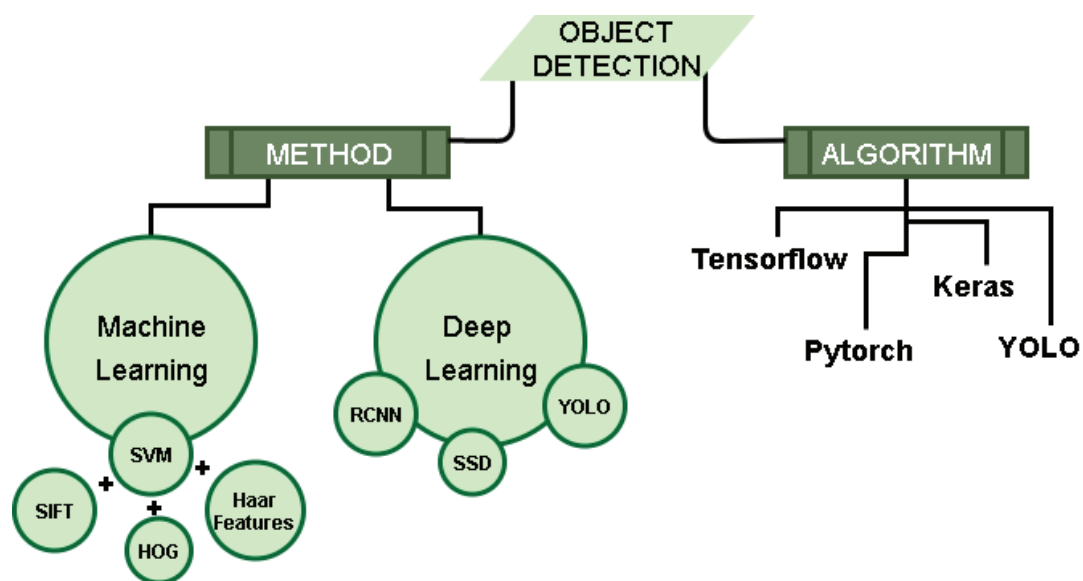 OBJECT
DETECTION
METHOD
ALGORITHM
Machine
Learning
SVM
+
+
+
SIFT
HOG
Haar
Features
Deep
Learning
RCNN
SSD
YOLO
Tensorflow
Keras
Pytorch
YOLO